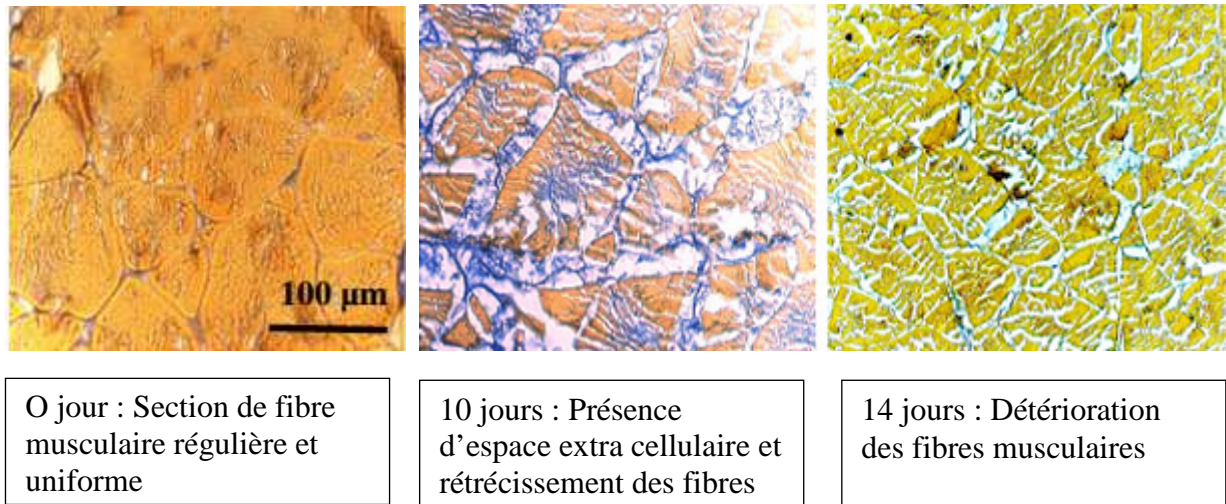 100 µm
O jour : Section de fibre
musculaire régulière et
uniforme
10 jours : Présence
d'espace extra cellulaire et
rétrécissement des fibres
14 jours : Détérioration
des fibres musculaires